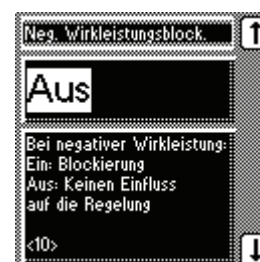 Neg. Wirkleistungsblock.
Aus
Bei negativer Wirkleistung:
Ein: Blockierung
Aus: Keinen Einfluss
auf die Regelung
<10>